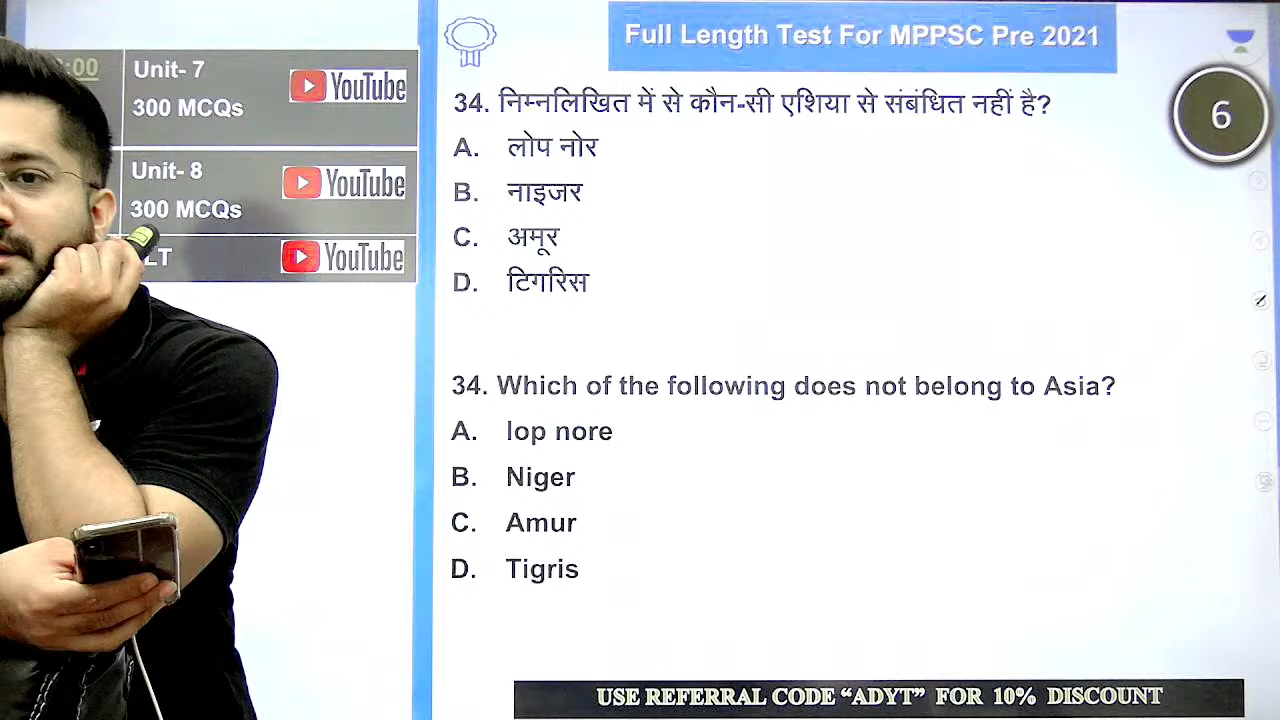 Full Length Test For MPPSC Pre 2021
:00
Unit- 7
300 MCQs
YouTube
Unit- 8
300 MCQs
YouTube
LT
YouTube
6
34. निम्नलिखित में से कौन-सी एशिया से संबंधित नहीं है?
A. लोप नोर
B. नाइजर
C. अमूर
D. टिगरिस
34. Which of the following does not belong to Asia?
A. lop nore
B. Niger
C. Amur
D. Tigris
USE REFERRAL CODE “ADYT” FOR 10% DISCOUNT